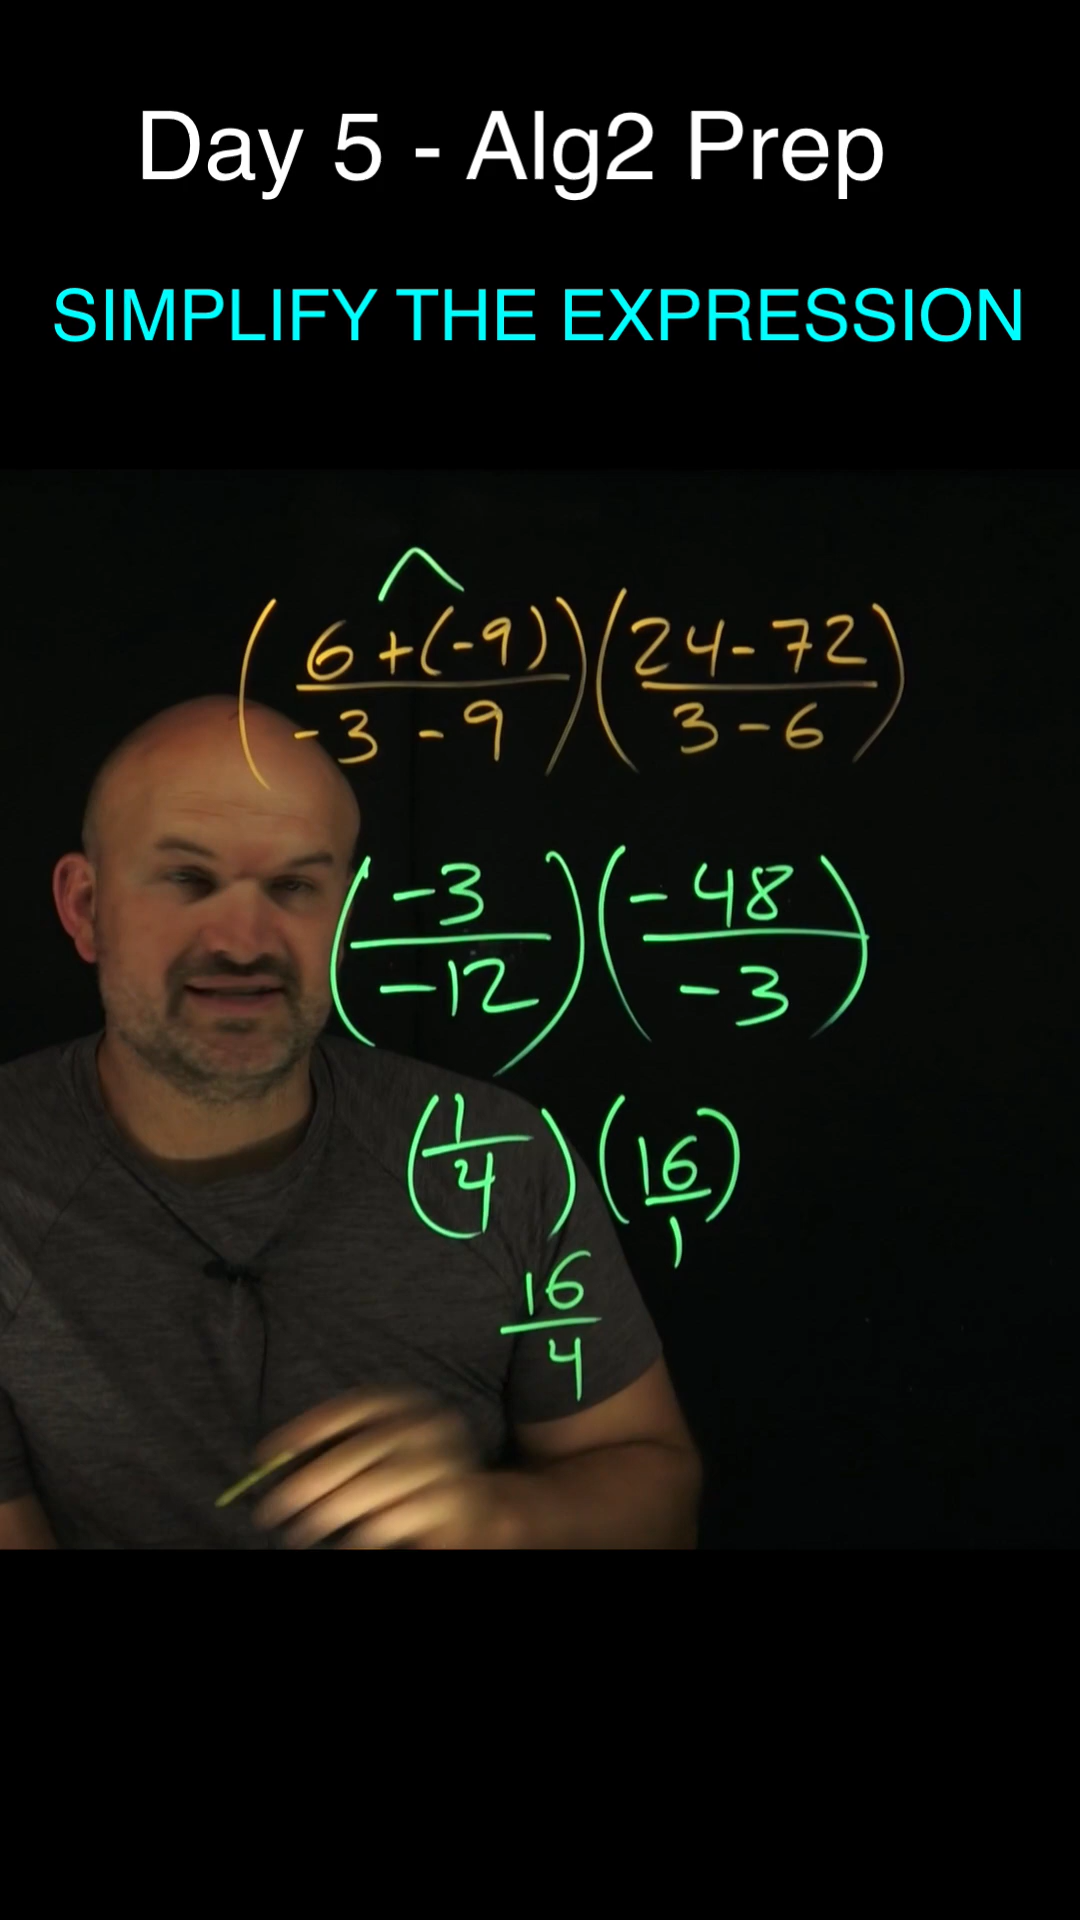 Day 5 - Alg2 Prep
SIMPLIFY THE EXPRESSION
(6+(-9))(24-72)
-3 - 9 3-6
(-3)(-48)
-12 -3
(1)(16)
4 1
16
4